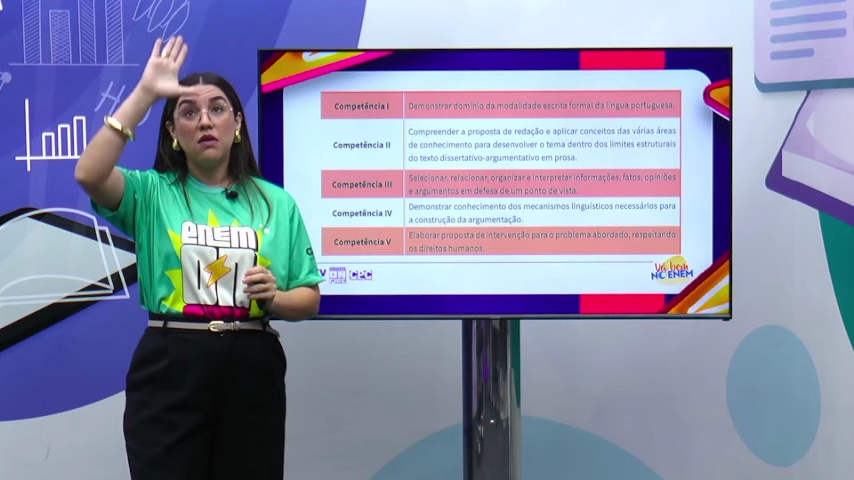 Competência I
Demonstrar domínio da modalidade escrita formal da língua portuguesa.
Competência II
Compreender a proposta de redação e aplicar conceitos das várias áreas
de conhecimento para desenvolver o tema dentro dos limites estruturais
do texto dissertativo-argumentativo em prosa.
Competência III
Selecionar, relacionar, organizar e interpretar informações, fatos, opiniões
e argumentos em defesa de um ponto de vista.
Competência IV
Demonstrar conhecimento dos mecanismos linguísticos necessários para
a construção da argumentação.
Competência V
Elaborar proposta de intervenção para o problema abordado, respeitando
os direitos humanos.
CPC
Vá bem
NO ENEM
enem
ON